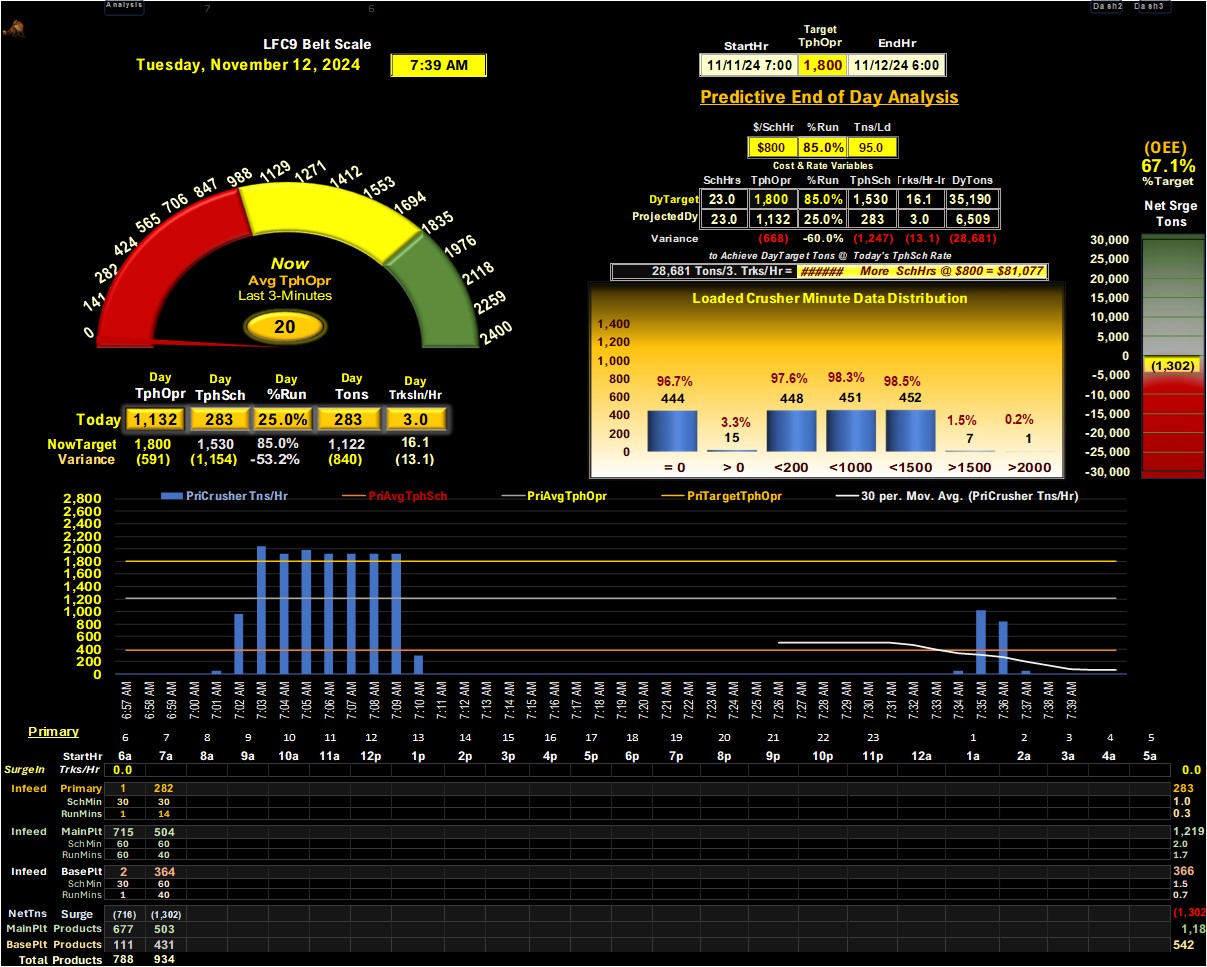 Analysis
7
6
Dash2
Dash3
LFC9 Belt Scale
Tuesday, November 12, 2024
7:39 AM
StartHr
Target
TphOpr
EndHr
11/11/24 7:00
1,800
11/12/24 6:00
Predictive End of Day Analysis
$/SchHr %Run Tns/Ld
$800 85.0% 95.0
Cost & Rate Variables
SchHrs TphOpr %Run TphSch Trks/Hr-Ir DyTons
DyTarget 23.0 1,800 85.0% 1,530 16.1 35,190
ProjectedDy 23.0 1,132 25.0% 283 3.0 6,509
Variance (668) -60.0% (1,247) (13.1) (28,681)
to Achieve DayTarget Tons @ Today's TphSch Rate
28,681 Tons/3. Trks/Hr = ###### More SchHrs @ $800 = $81,077
(OEE)
67.1%
%Target
Net Srge
Tons
30,000
25,000
20,000
15,000
10,000
5,000
0
(1,302)
-5,000
-10,000
-15,000
-20,000
-25,000
-30,000
0
141
282
424
565
706
847
988
1129
1271
1412
1553
1694
1835
1976
2118
2259
2400
Now
Avg TphOpr
Last 3-Minutes
20
Day Day Day Day Day
TphOpr TphSch %Run Tons TrksIn/Hr
Today 1,132 283 25.0% 283 3.0
NowTarget 1,800 1,530 85.0% 1,122 16.1
Variance (591) (1,154) -53.2% (840) (13.1)
Loaded Crusher Minute Data Distribution
1,400
1,200
1,000
800
600
400
200
0
96.7% 3.3% 97.6% 98.3% 98.5% 1.5% 0.2%
444 15 448 451 452 7 1
= 0 > 0 <200 <1000 <1500 >1500 >2000
PriCrusher Tns/Hr PriAvgTphSch PriAvgTphOpr PriTargetTphOpr 30 per. Mov. Avg. (PriCrusher Tns/Hr)
2,800
2,600
2,400
2,200
2,000
1,800
1,600
1,400
1,200
1,000
800
600
400
200
0
6:57 AM
6:58 AM
6:59 AM
7:00 AM
7:01 AM
7:02 AM
7:03 AM
7:04 AM
7:05 AM
7:06 AM
7:07 AM
7:08 AM
7:09 AM
7:10 AM
7:11 AM
7:12 AM
7:13 AM
7:14 AM
7:15 AM
7:16 AM
7:17 AM
7:18 AM
7:19 AM
7:20 AM
7:21 AM
7:22 AM
7:23 AM
7:24 AM
7:25 AM
7:26 AM
7:27 AM
7:28 AM
7:29 AM
7:30 AM
7:31 AM
7:32 AM
7:33 AM
7:34 AM
7:35 AM
7:36 AM
7:37 AM
7:38 AM
7:39 AM
Primary
6 7 8 9 10 11 12 13 14 15 16 17 18 19 20 21 22 23 1 2 3 4 5
StartHr 6a 7a 8a 9a 10a 11a 12p 1p 2p 3p 4p 5p 6p 7p 8p 9p 10p 11p 12a 1a 2a 3a 4a 5a
SurgeIn Trks/Hr 0.0 0.0
Infeed Primary 1 282 283
SchMin 30 30 1.0
RunMins 1 14 0.3
Infeed MainPlt 715 504 1,219
SchMin 60 60 2.0
RunMins 60 40 1.7
Infeed BasePlt 2 364 366
SchMin 30 60 1.5
RunMins 1 40 0.7
NetTns Surge (716) (1,302) (1,302
MainPlt Products 677 503 1,18
BasePlt Products 111 431 542
Total Products 788 934